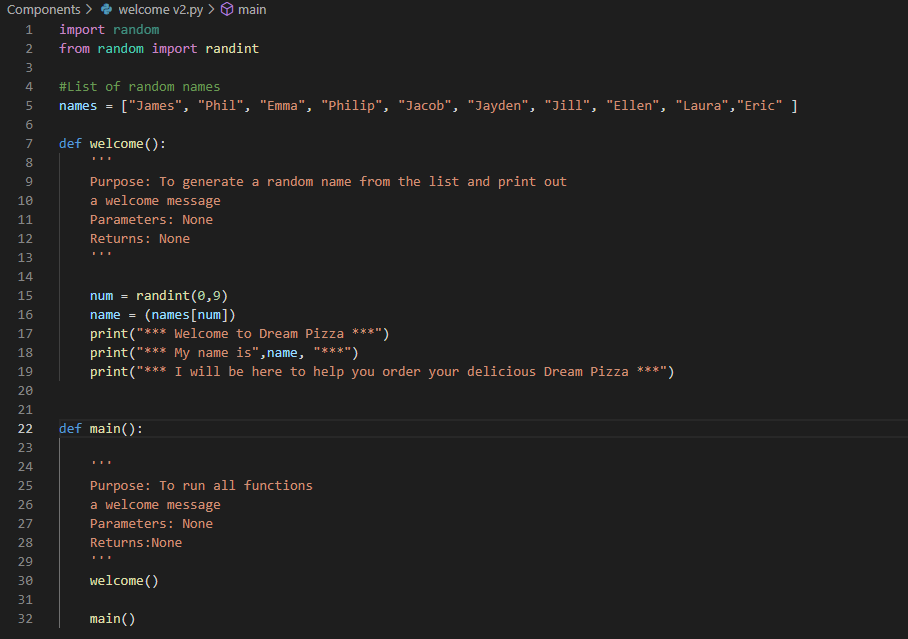 Components > welcome v2.py > main
1 import random
2 from random import randint
3
4 #List of random names
5 names = ["James", "Phil", "Emma", "Philip", "Jacob", "Jayden", "Jill", "Ellen", "Laura","Eric" ]
6
7 def welcome():
8     '''
9     Purpose: To generate a random name from the list and print out
10     a welcome message
11     Parameters: None
12     Returns: None
13     '''
14
15     num = randint(0,9)
16     name = (names[num])
17     print("*** Welcome to Dream Pizza ***")
18     print("*** My name is",name, "***")
19     print("*** I will be here to help you order your delicious Dream Pizza ***")
20
21
22 def main():
23
24     '''
25     Purpose: To run all functions
26     a welcome message
27     Parameters: None
28     Returns:None
29     '''
30     welcome()
31
32     main()